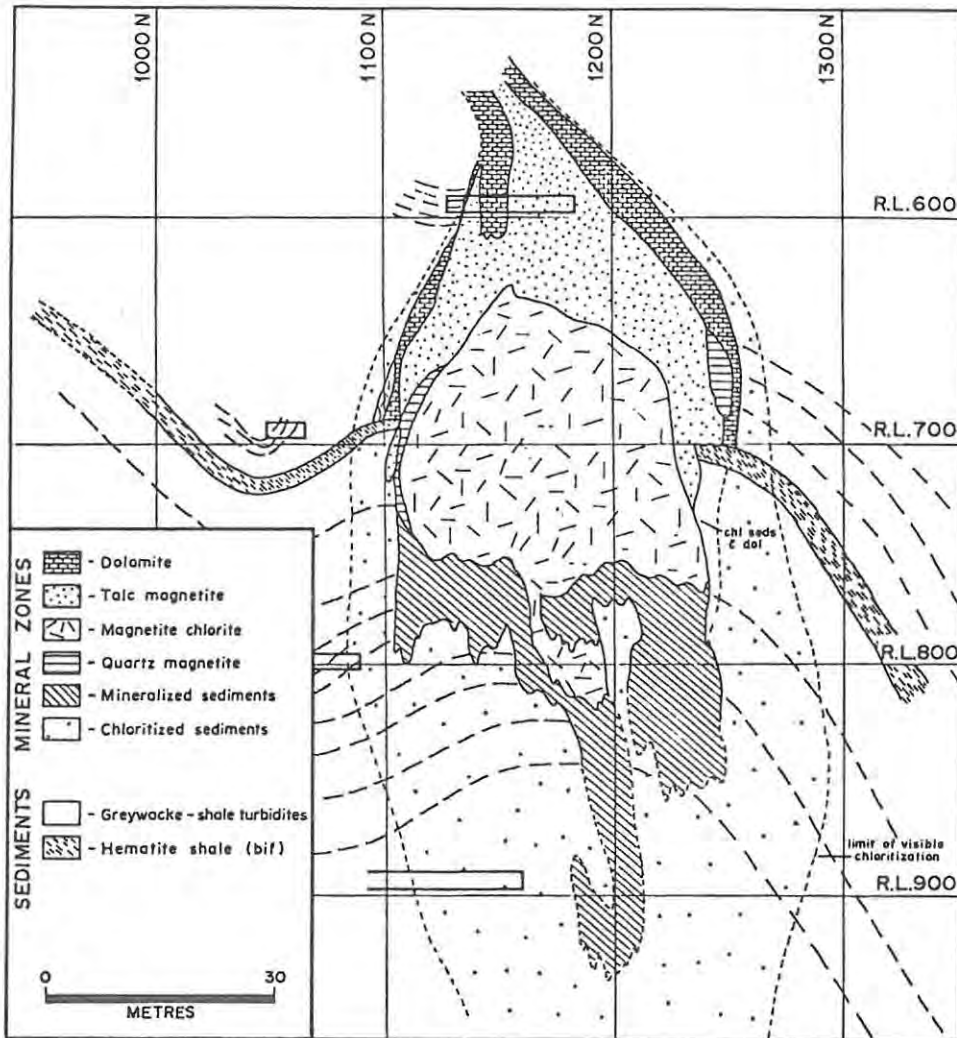 1000 N
1100 N
1200 N
1300 N
R.L.600
R.L.700
chl seds
& dol
R.L.800
limit of visible
chloritization
R.L.900
MINERAL ZONES
- Dolomite
- Talc magnetite
- Magnetite chlorite
- Quartz magnetite
- Mineralized sediments
- Chloritized sediments
SEDIMENTS
- Greywacke-shale turbidites
- Hematite shale (bif)
0 30
METRES